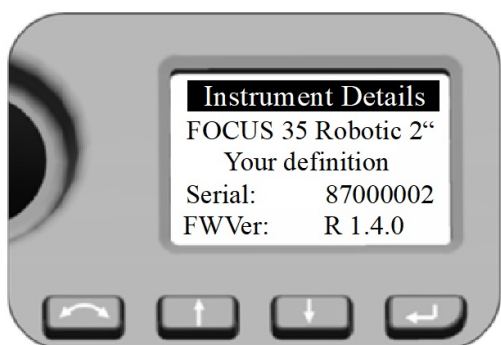 Instrument Details
FOCUS 35 Robotic 2“
Your definition
Serial: 87000002
FWVer: R 1.4.0